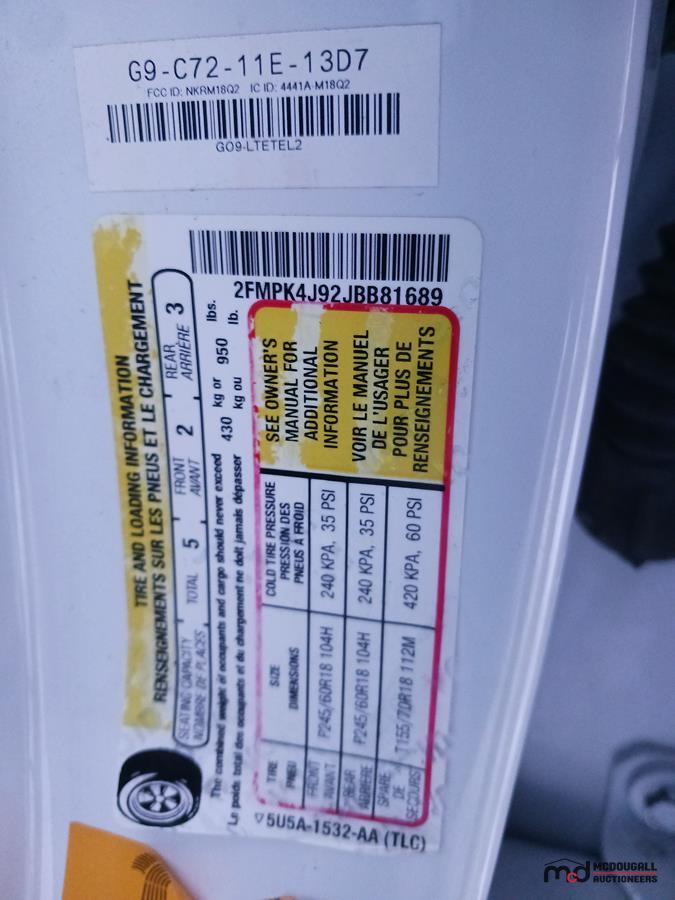 G9-C72-11E-13D7
FCC ID: NKRM18Q2 IC ID: 4441A-M18Q2
GO9-LTETEL2
2FMPK4J92JBB81689
TIRE AND LOADING INFORMATION
RENSEIGNEMENTS SUR LES PNEUS ET LE CHARGEMENT
SEATING CAPACITY TOTAL 5 FRONT 2 REAR 3
NOMBRE DE PLACES AVANT ARRIÈRE
The combined weight of occupants and cargo should never exceed 430 kg or 950 lbs.
Le poids total des occupants et du chargement ne doit jamais dépasser kg ou lb.
TIRE SIZE COLD TIRE PRESSURE
PNEU DIMENSIONS PRESSION DES
PNEUS À FROID
FRONT P245/60R18 104H 240 KPA, 35 PSI
AVANT
REAR P245/60R18 104H 240 KPA, 35 PSI
ARRIÈRE
SPARE T155/70R18 112M 420 KPA, 60 PSI
DE
SECOURS
SEE OWNER'S
MANUAL FOR
ADDITIONAL
INFORMATION
VOIR LE MANUEL
DE L'USAGER
POUR PLUS DE
RENSEIGNEMENTS
▽5U5A-1532-AA (TLC)
mcd MCDOUGALL
AUCTIONEERS